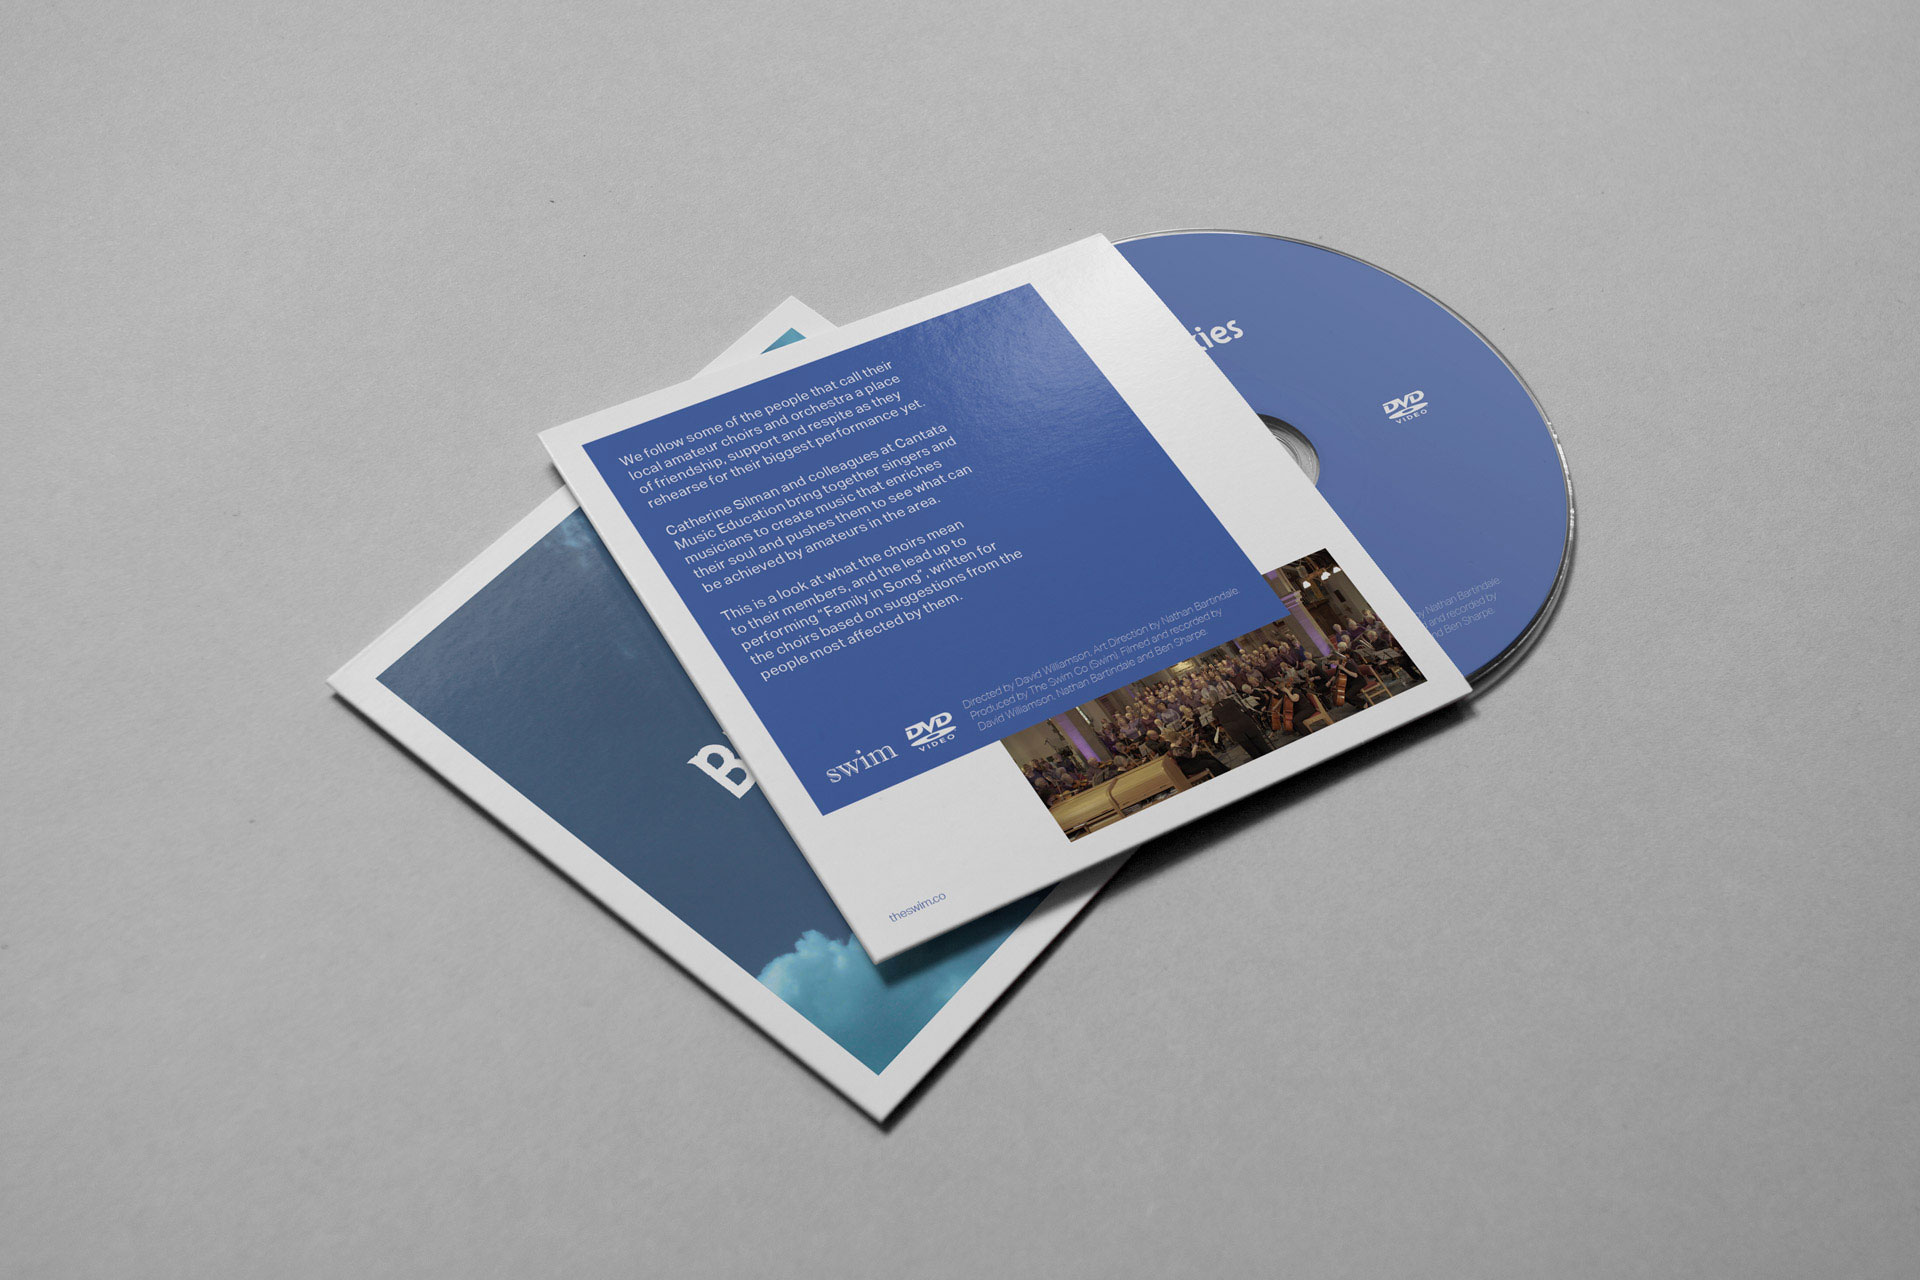 We follow some of the people that call their
local amateur choirs and orchestra a place
of friendship, support and respite as they
rehearse for their biggest performance yet.
Catherine Silman and colleagues at Cantata
Music Education bring together singers and
musicians to create music that enriches
their soul and pushes them to see what can
be achieved by amateurs in the area.
This is a look at what the choirs mean
to their members, and the lead up to
performing “Family in Song”, written for
the choirs based on suggestions from the
people most affected by them.
swim
DVD
VIDEO
Directed by David Williamson. Art Direction by Nathan Bartindale.
Produced by The Swim Co (Swim). Filmed and recorded by
David Williamson, Nathan Bartindale and Ben Sharpe.
theswim.co
ties
DVD
VIDEO
by Nathan Bartindale.
and recorded by
and Ben Sharpe.
B